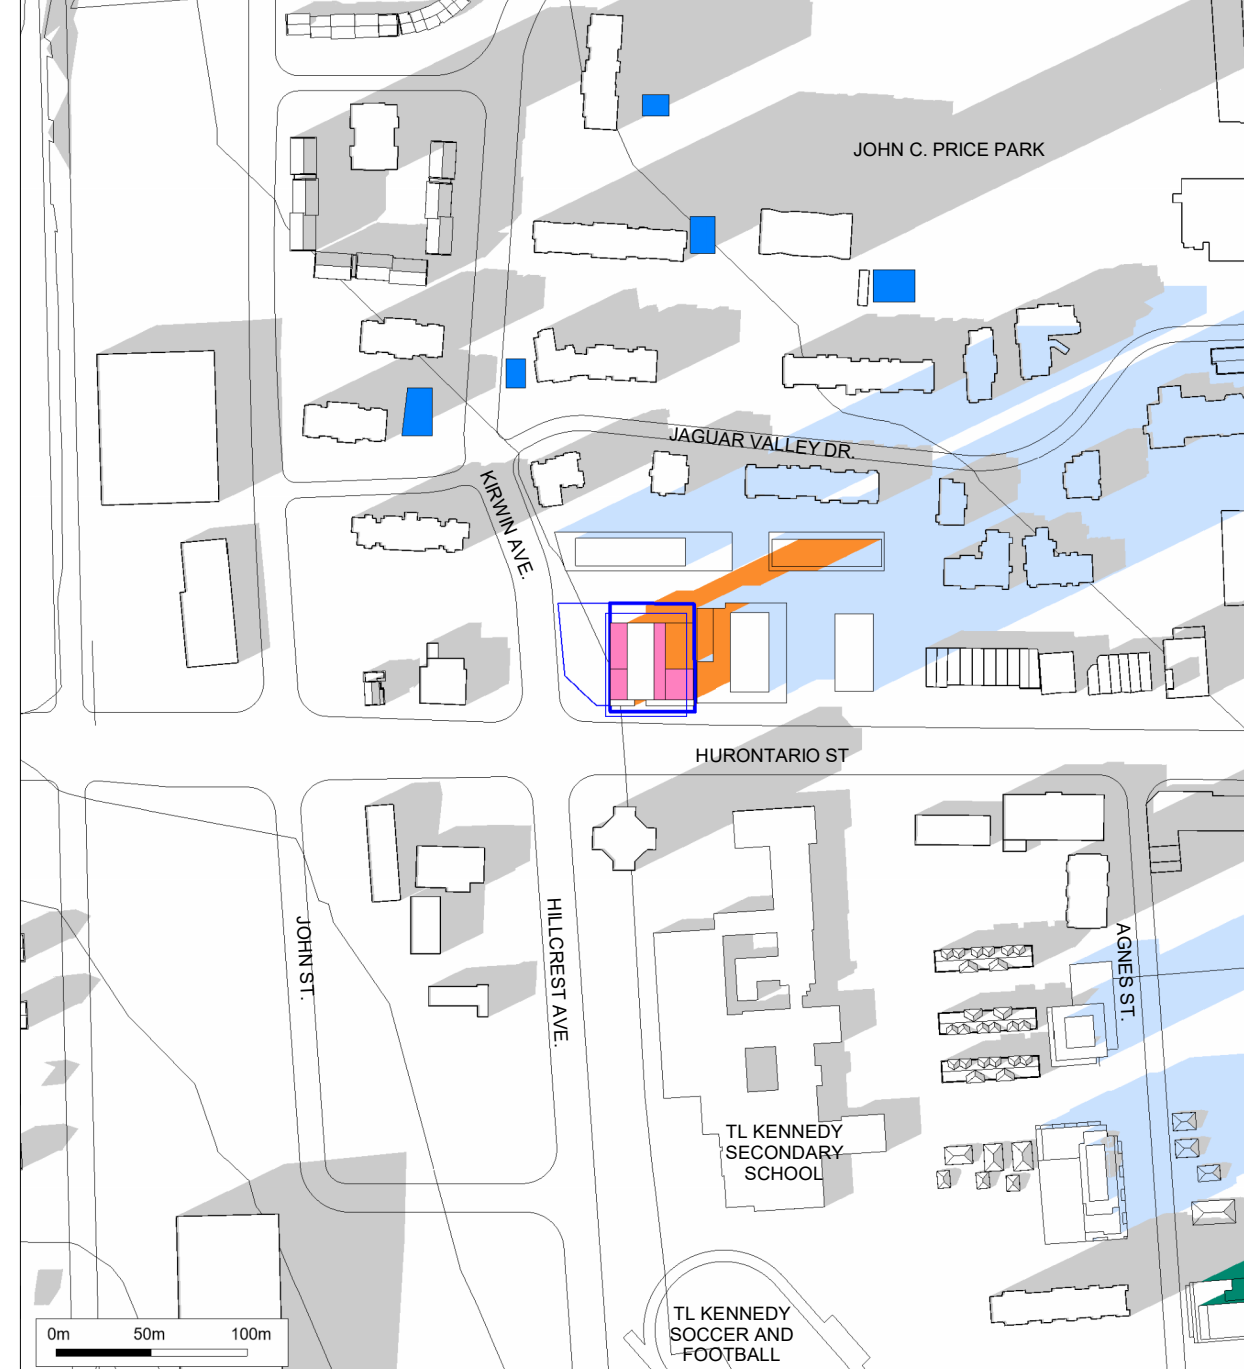 JOHN C. PRICE PARK
JAGUAR VALLEY DR.
KIRWIN AVE.
HURONTARIO ST
HILLCREST AVE.
JOHN ST.
AGNES ST.
TL KENNEDY
SECONDARY
SCHOOL
TL KENNEDY
SOCCER AND
FOOTBALL
0m 50m 100m